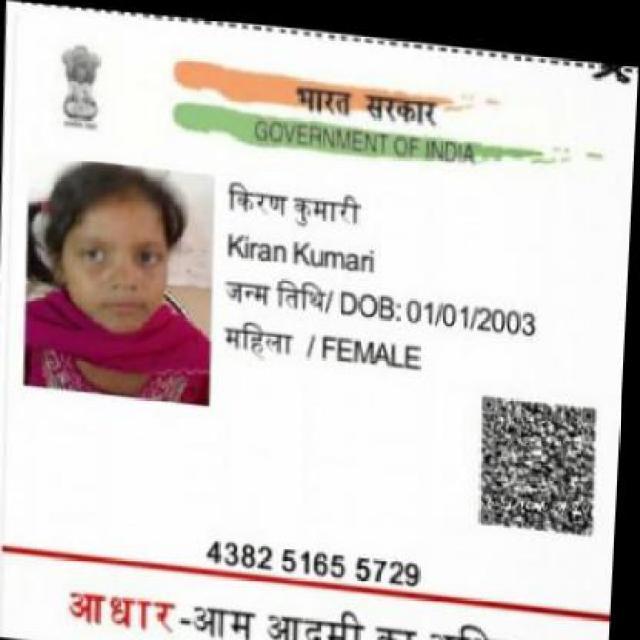 भारत सरकार
GOVERNMENT OF INDIA
किरण कुमारी
Kiran Kumari
जन्म तिथि/ DOB: 01/01/2003
महिला / FEMALE
4382 5165 5729
आधार-आम आदमी का